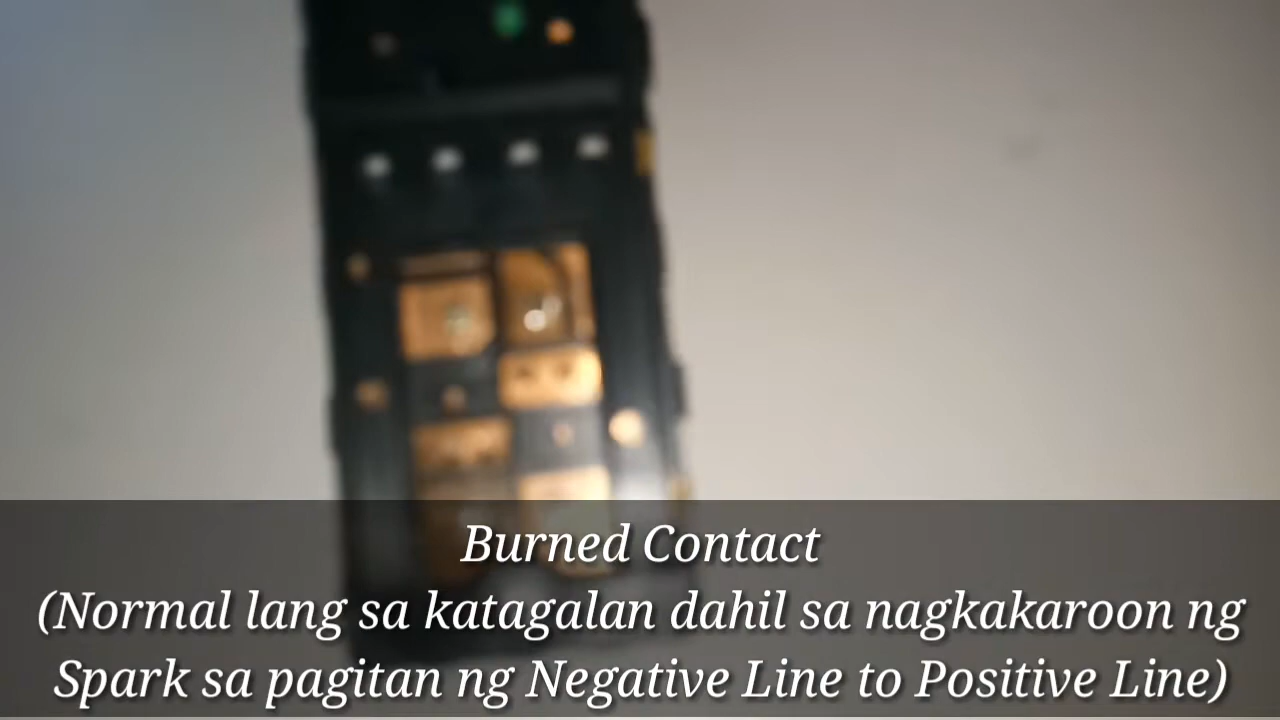 Burned Contact
(Normal lang sa katagalan dahil sa nagkakaroon ng
Spark sa pagitan ng Negative Line to Positive Line)